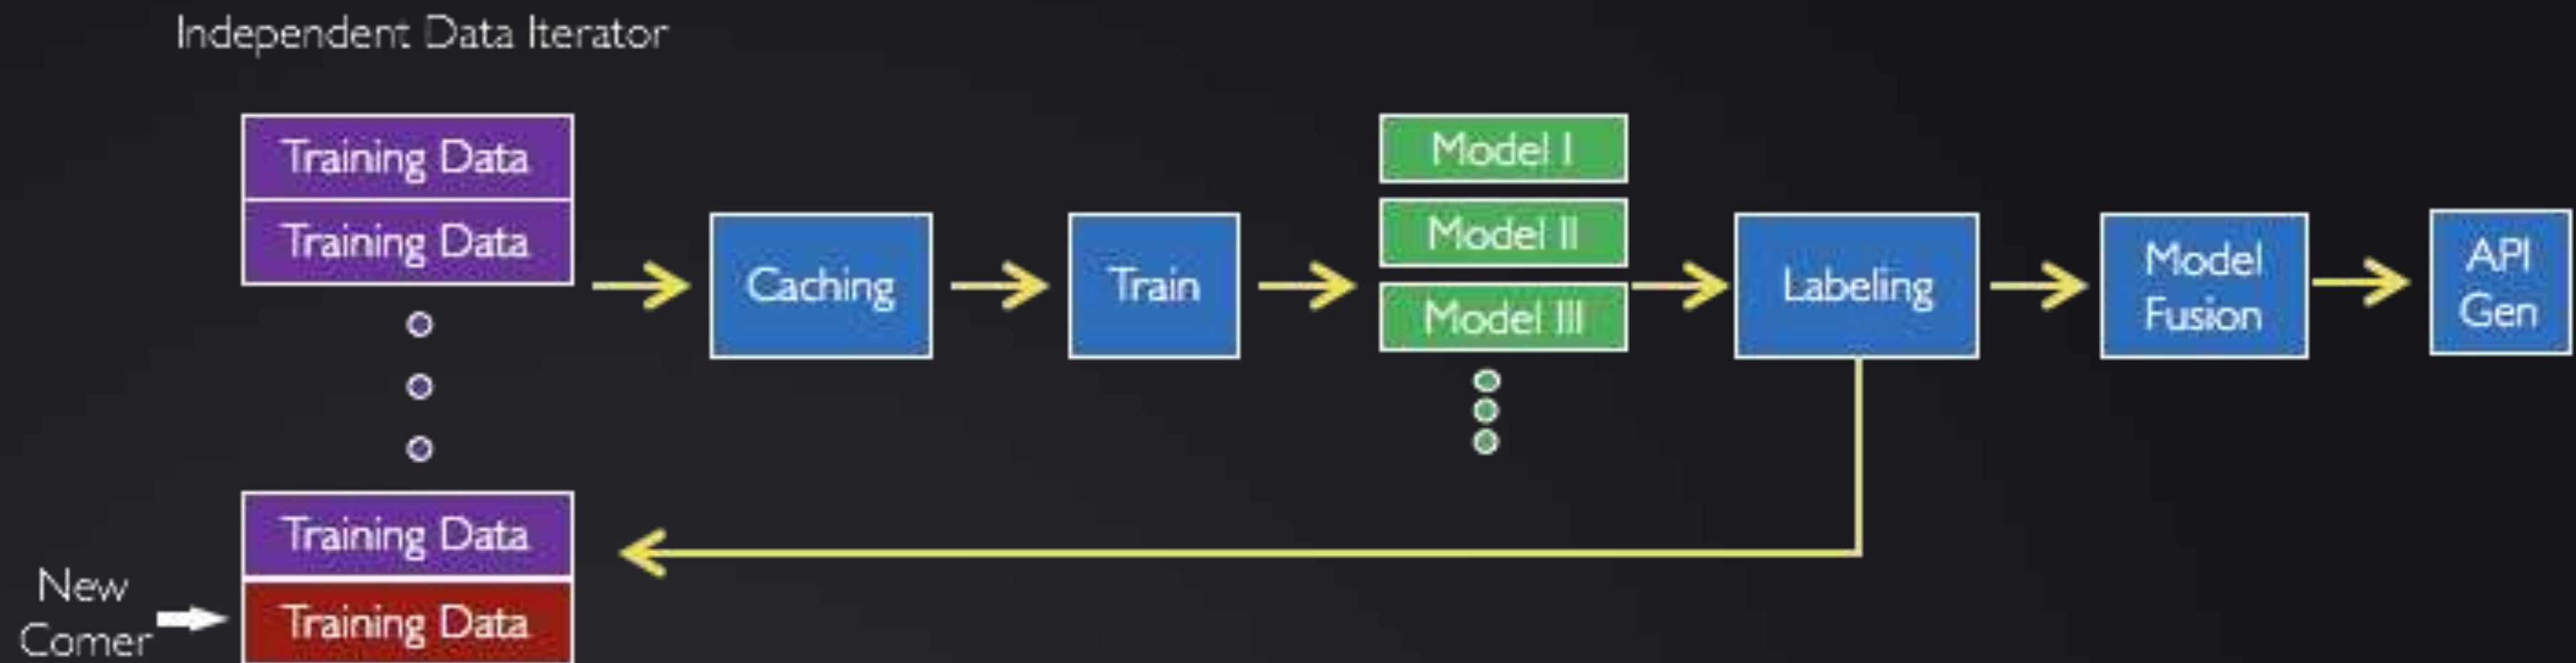 Independent Data Iterator
Training Data
Training Data
Training Data
New
Comer
Training Data
Caching
Train
Model I
Model II
Model III
Labeling
Model
Fusion
API
Gen